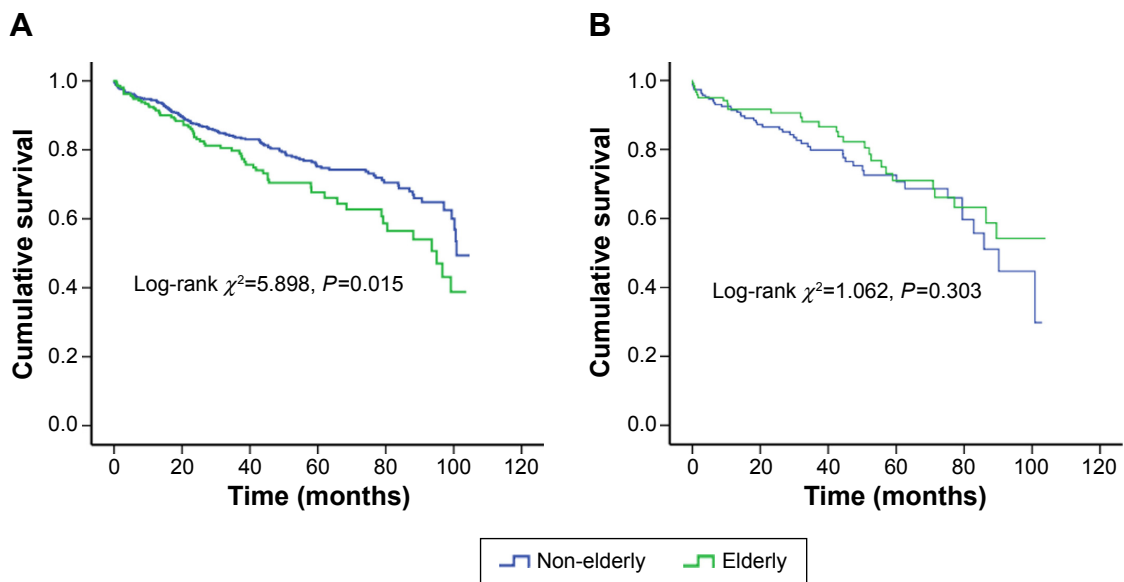 A
Cumulative survival
1.0
0.8
0.6
0.4
0.2
0.0
Log-rank χ²=5.898, P=0.015
0 20 40 60 80 100 120
Time (months)
B
Cumulative survival
1.0
0.8
0.6
0.4
0.2
0.0
Log-rank χ²=1.062, P=0.303
0 20 40 60 80 100 120
Time (months)
Non-elderly Elderly